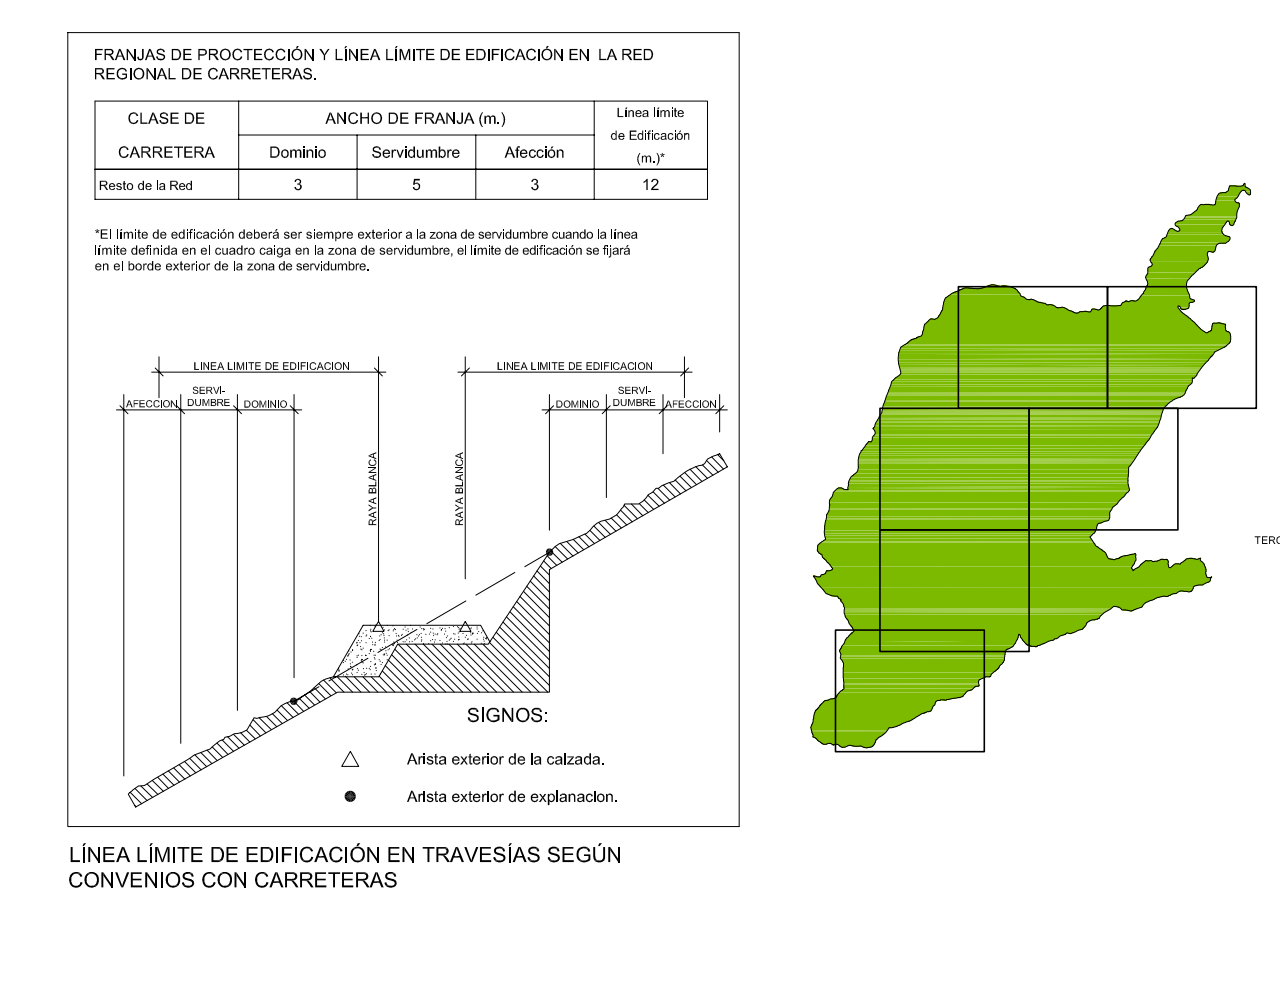 FRANJAS DE PROCTECCIÓN Y LÍNEA LÍMITE DE EDIFICACIÓN EN LA RED
REGIONAL DE CARRETERAS.
CLASE DE
CARRETERA
ANCHO DE FRANJA (m.)
Línea límite
de Edificación
(m.)*
Dominio
Servidumbre
Afección
Resto de la Red
3
5
3
12
*El límite de edificación deberá ser siempre exterior a la zona de servidumbre cuando la línea
límite definida en el cuadro caiga en la zona de servidumbre, el límite de edificación se fijará
en el borde exterior de la zona de servidumbre.
LINEA LIMITE DE EDIFICACION
LINEA LIMITE DE EDIFICACION
AFECCION
SERVI-
DUMBRE
DOMINIO
DOMINIO
SERVI-
DUMBRE
AFECCION
RAYA BLANCA
RAYA BLANCA
SIGNOS:
Arista exterior de la calzada.
Arista exterior de explanacion.
LÍNEA LÍMITE DE EDIFICACIÓN EN TRAVESÍAS SEGÚN
CONVENIOS CON CARRETERAS